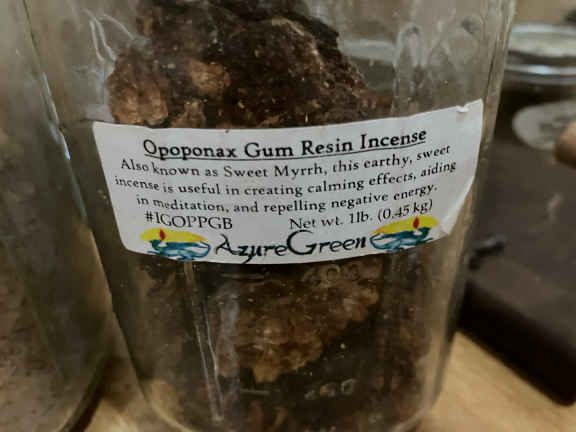 Opoponax Gum Resin Incense
Also known as Sweet Myrrh, this earthy, sweet
incense is useful in creating calming effects, aiding
in meditation, and repelling negative energy.
#IGOPPGB Net wt. 1lb. (0.45 kg)
AzureGreen